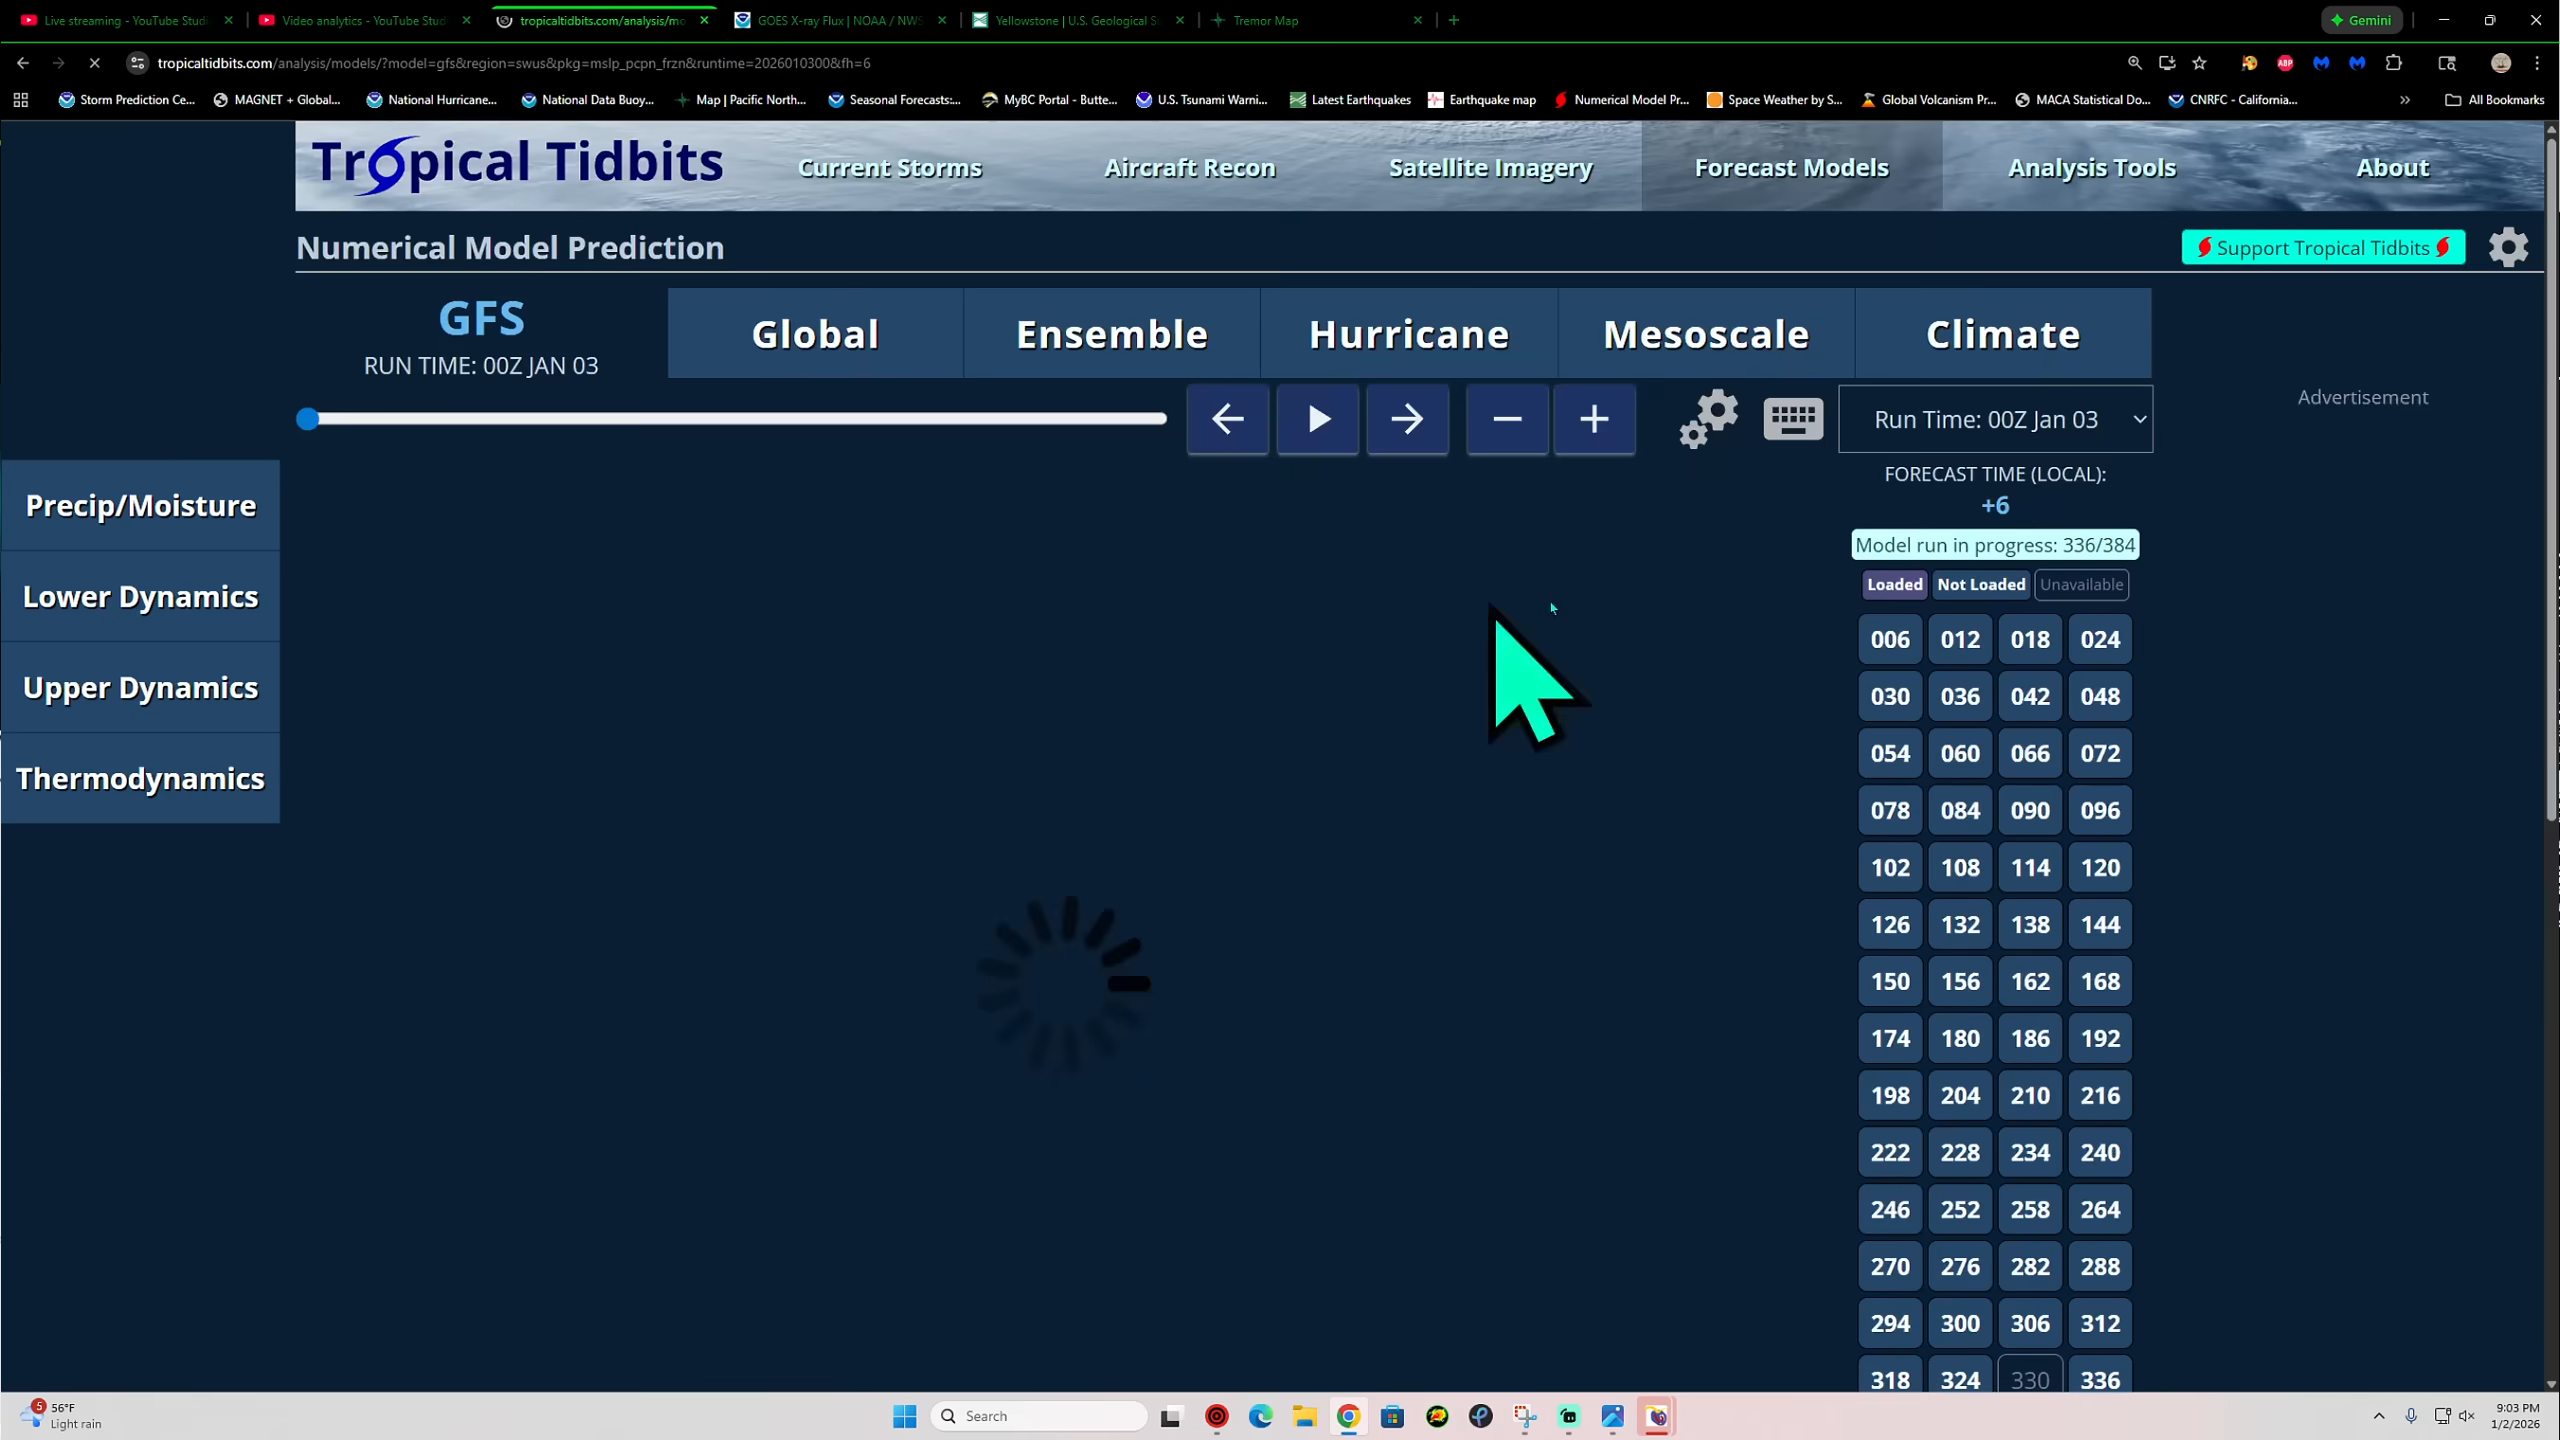 Live streaming - YouTube Studi
Video analytics - YouTube Stud
tropicaltidbits.com/analysis/mo
GOES X-ray Flux | NOAA / NWS
Yellowstone | U.S. Geological S
Tremor Map
Gemini
tropicaltidbits.com/analysis/models/?model=gfs&region=swus&pkg=mslp_pcpn_frzn&runtime=2026010300&fh=6
ABP
Storm Prediction Ce...
MAGNET + Global...
National Hurricane...
National Data Buoy...
Map | Pacific North...
Seasonal Forecasts:...
MyBC Portal - Butte...
U.S. Tsunami Warni...
Latest Earthquakes
Earthquake map
Numerical Model Pr...
Space Weather by S...
Global Volcanism Pr...
MACA Statistical Do...
CNRFC - California...
All Bookmarks
Tropical Tidbits
Current Storms
Aircraft Recon
Satellite Imagery
Forecast Models
Analysis Tools
About
Numerical Model Prediction
Support Tropical Tidbits
GFS
RUN TIME: 00Z JAN 03
Global
Ensemble
Hurricane
Mesoscale
Climate
Run Time: 00Z Jan 03
Advertisement
FORECAST TIME (LOCAL):
+6
Model run in progress: 336/384
Loaded Not Loaded Unavailable
Precip/Moisture
Lower Dynamics
Upper Dynamics
Thermodynamics
006 012 018 024
030 036 042 048
054 060 066 072
078 084 090 096
102 108 114 120
126 132 138 144
150 156 162 168
174 180 186 192
198 204 210 216
222 228 234 240
246 252 258 264
270 276 282 288
294 300 306 312
318 324 330 336
5
56°F
Light rain
Search
9:03 PM
1/2/2026